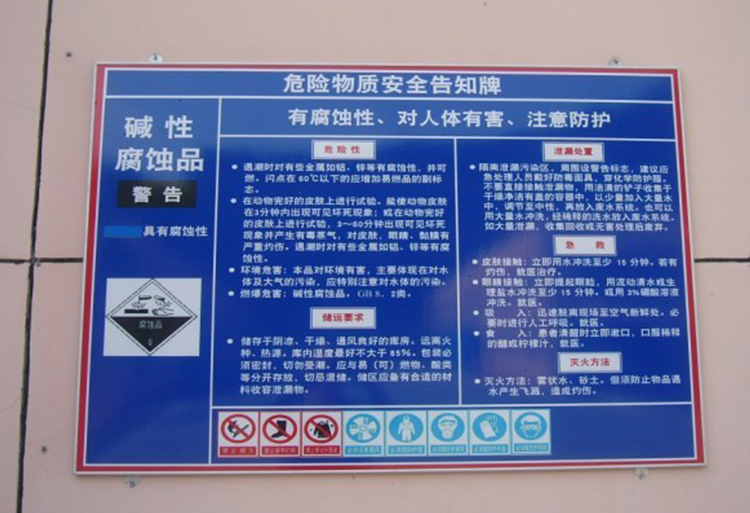 危险物质安全告知牌
碱性
腐蚀品
警告
具有腐蚀性
腐蚀品
8
有腐蚀性、对人体有害、注意防护
危险性
● 遇潮时对有些金属如铝、锌等有腐蚀性,并可
燃,闪点在60℃以下的应增加易燃品的副标
志。
● 在动物完好的皮肤上进行试验,能使动物皮肤
在3分钟内出现可见坏死现象;或在动物完好
的皮肤上进行试验,3~60分钟出现可见坏死
现象并产生有毒蒸气,对皮肤、眼睛、黏膜有
严重灼伤。遇潮时对有些金属如铝、锌等有腐
蚀性。
● 环境危害:本品对环境有害,主要体现在对水
体及大气的污染,应特别注意对水体的污染。
● 燃爆危害:碱性腐蚀品。GB 8.2类。
储运要求
● 储存于阴凉、干燥、通风良好的库房。远离火
种、热源。库内湿度最好不大于85%。包装必
须密封,切勿受潮。应与易(可)燃物、酸类
等分开存放,切忌混储。储区应备有合适的材
料收容泄漏物。
泄漏处置
● 隔离泄漏污染区,周围设警告标志,建议应
急处理人员戴好防毒面具,穿化学防护服。
不要直接接触泄漏物,用洁清的铲子收集于
干燥净洁有盖的容器中,以少量加入大量水
中,调节至中性,再放入废水系统。也可以
用大量水冲洗,经稀释的洗水放入废水系统。
如大量泄漏,收集回收或无害处理后废弃。
急 救
● 皮肤接触:立即用水冲洗至少 15 分钟。若有
灼伤,就医治疗。
● 眼睛接触:立即提起眼睑,用流动清水或生
理盐水冲洗至少 15 分钟。或用 3%硼酸溶液
冲洗。就医。
● 吸 入:迅速脱离现场至空气新鲜处。必
要时进行人工呼吸。就医。
● 食 入:患者清醒时立即漱口,口服稀释
的醋或柠檬汁,就医。
灭火方法
● 灭火方法:雾状水、砂土。但须防止物品遇
水产生飞溅,造成灼伤。